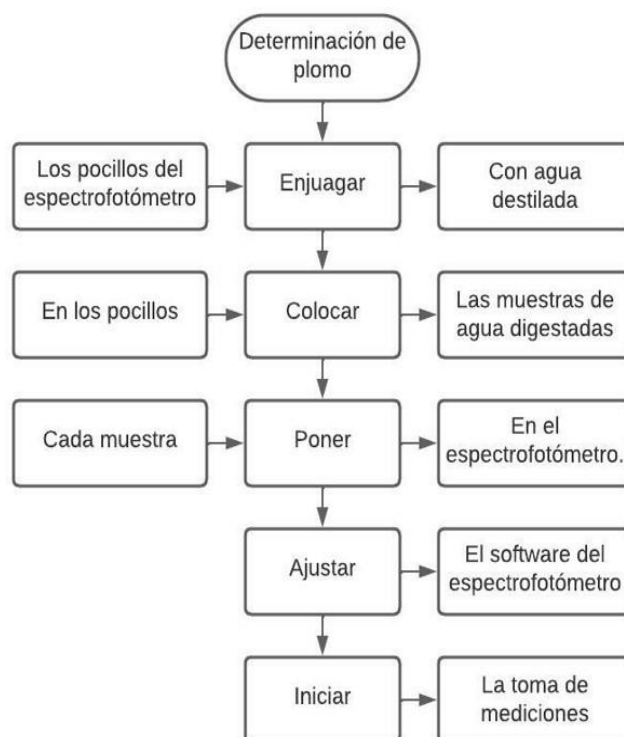 Determinación de
plomo
Los pocillos del
espectrofotómetro
Enjuagar
Con agua
destilada
En los pocillos
Colocar
Las muestras de
agua digestadas
Cada muestra
Poner
En el
espectrofotómetro.
Ajustar
El software del
espectrofotómetro
Iniciar
La toma de
mediciones